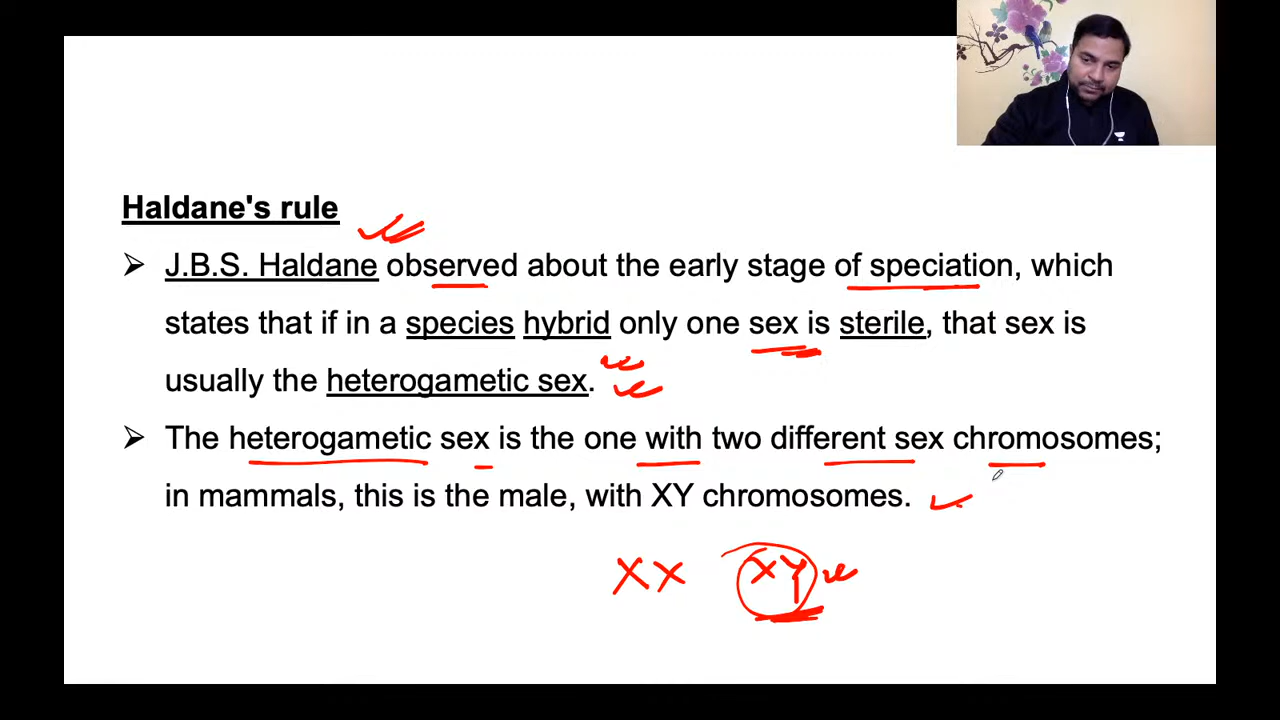 Haldane's rule
➢ J.B.S. Haldane observed about the early stage of speciation, which
states that if in a species hybrid only one sex is sterile, that sex is
usually the heterogametic sex.
➢ The heterogametic sex is the one with two different sex chromosomes;
in mammals, this is the male, with XY chromosomes.
XX XY